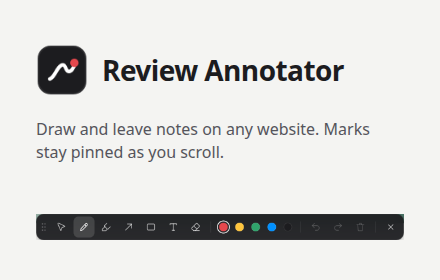 Review Annotator
Draw and leave notes on any website. Marks
stay pinned as you scroll.
T